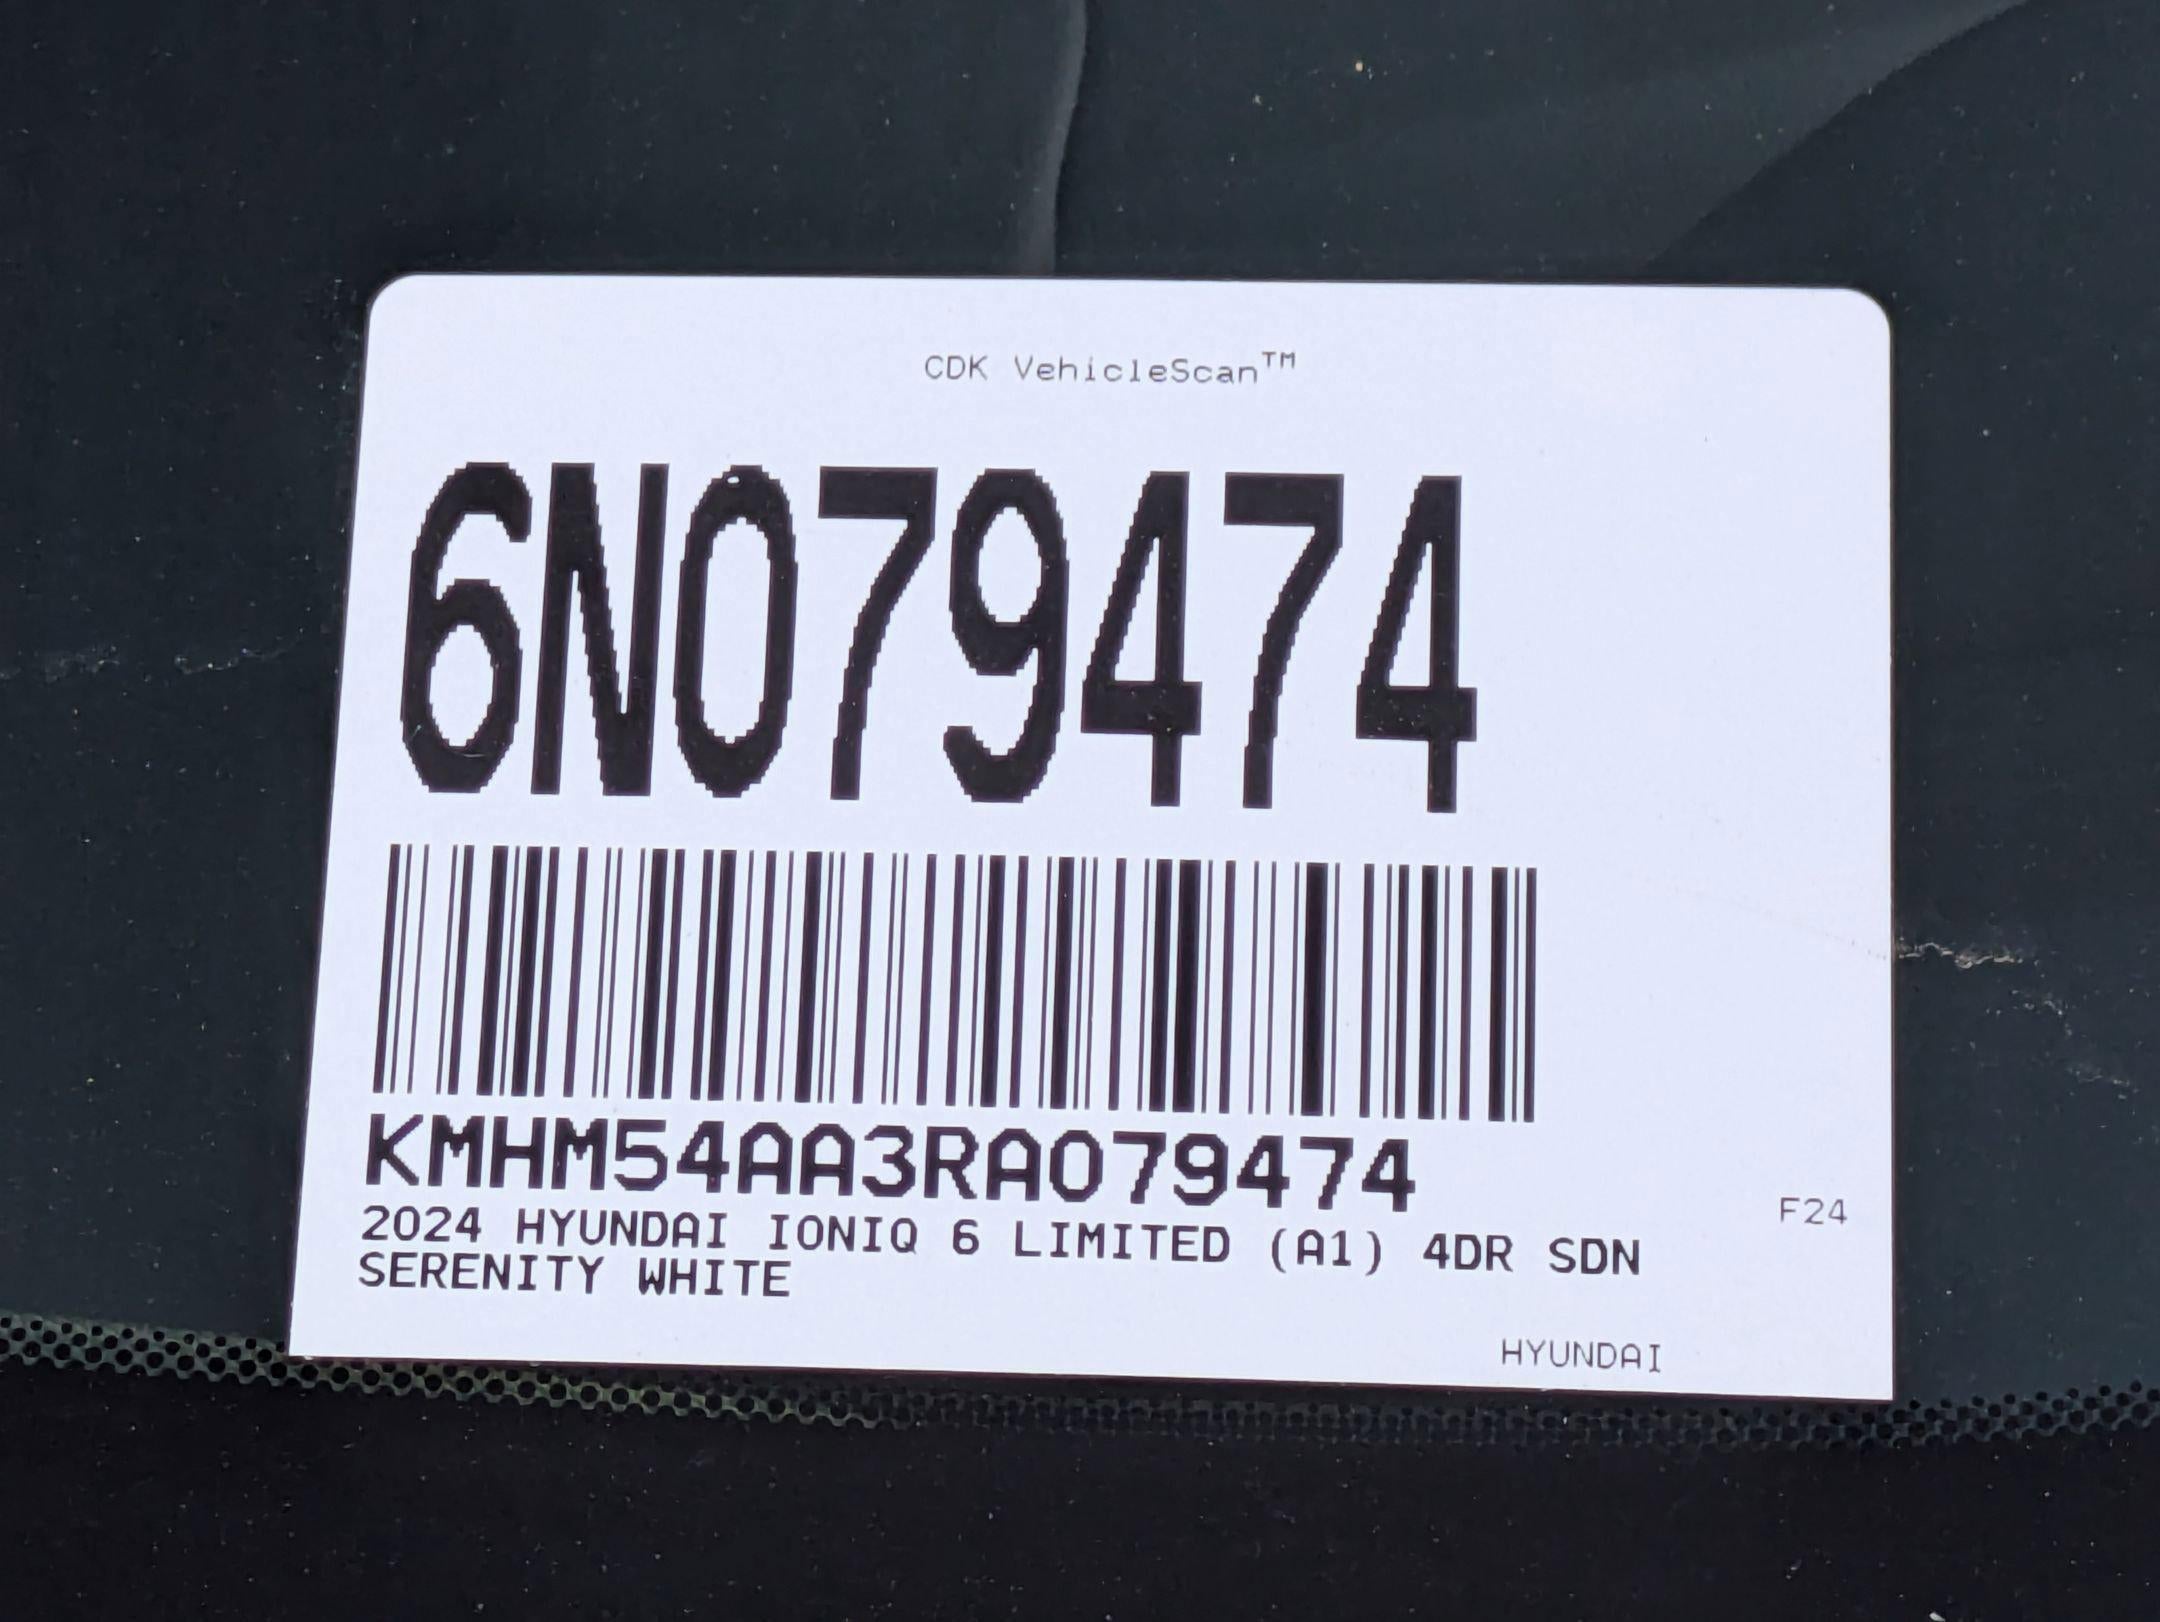 CDK VehicleScan™
6N079474
KMHM54AA3RA079474
F24
2024 HYUNDAI IONIQ 6 LIMITED (A1) 4DR SDN
SERENITY WHITE
HYUNDAI